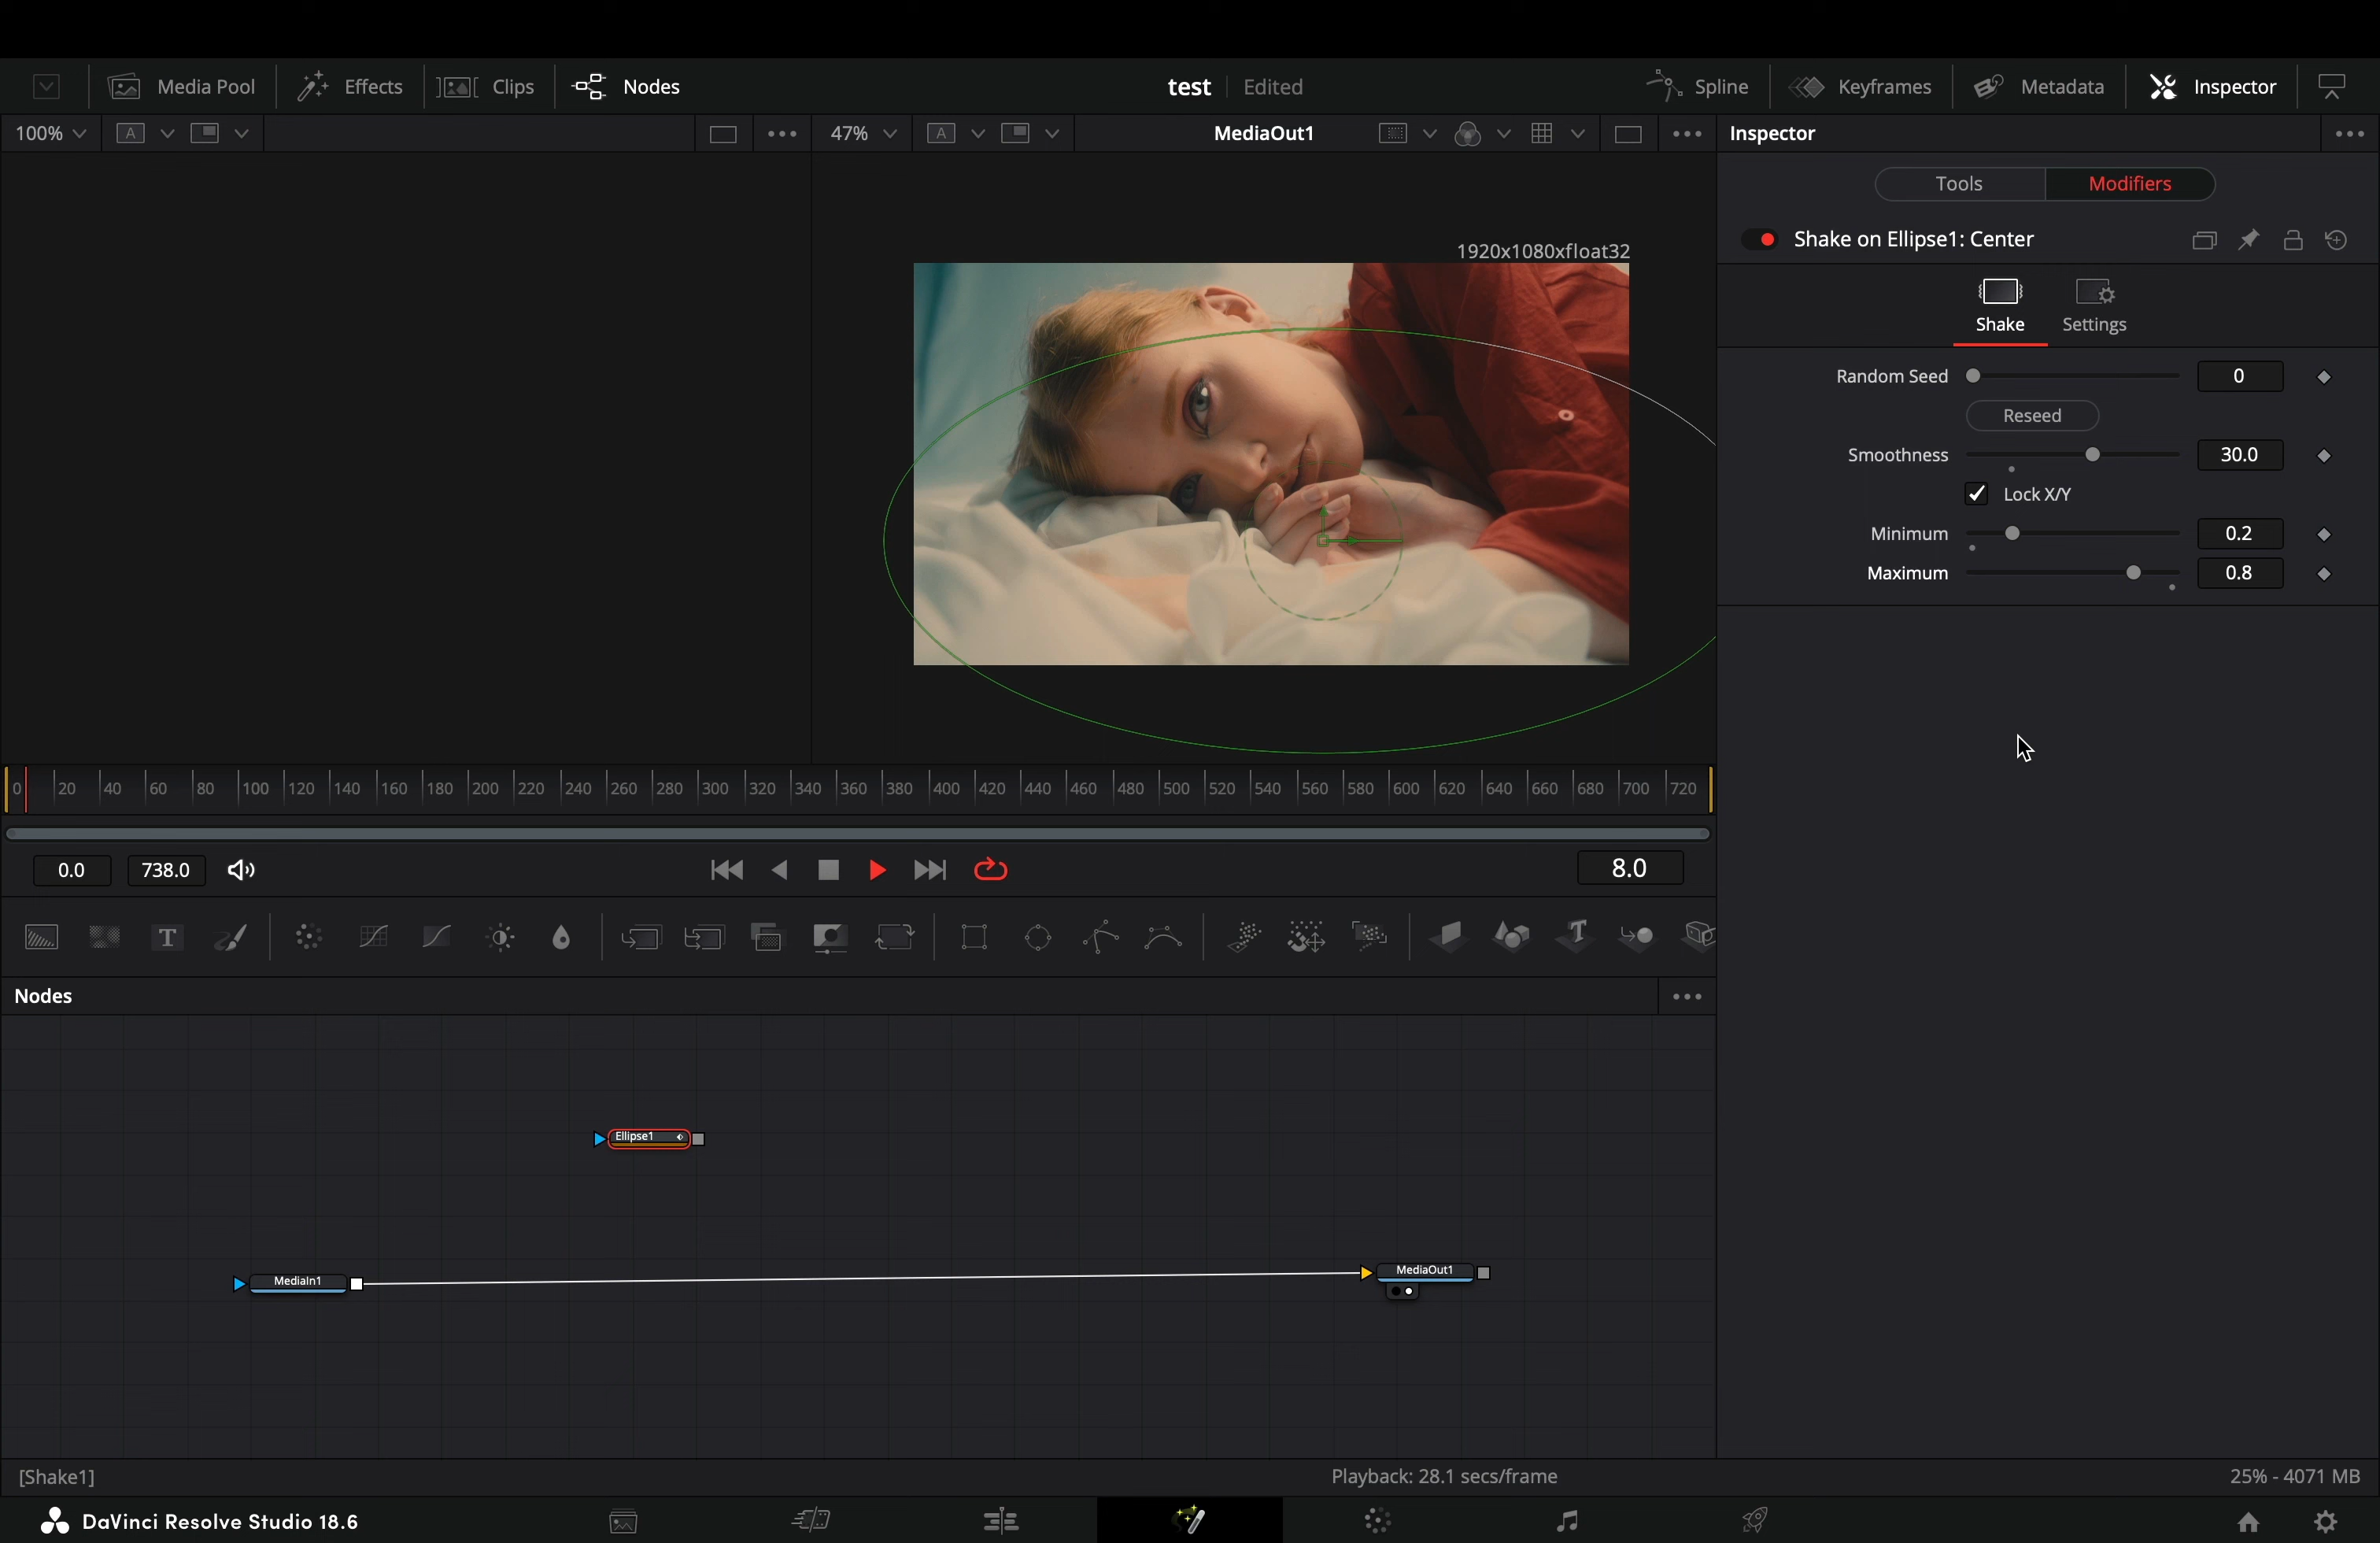 Media Pool Effects Clips Nodes test Edited Spline Keyframes Metadata Inspector
100% A 47% A MediaOut1 Inspector
Tools Modifiers
Shake on Ellipse1: Center
1920x1080xfloat32
Shake Settings
Random Seed 0
Reseed
Smoothness 30.0
Lock X/Y
Minimum 0.2
Maximum 0.8
0 20 40 60 80 100 120 140 160 180 200 220 240 260 280 300 320 340 360 380 400 420 440 460 480 500 520 540 560 580 600 620 640 660 680 700 720
0.0 738.0 8.0
T T
Nodes
Ellipse1
MediaIn1 MediaOut1
[Shake1] Playback: 28.1 secs/frame 25% - 4071 MB
DaVinci Resolve Studio 18.6